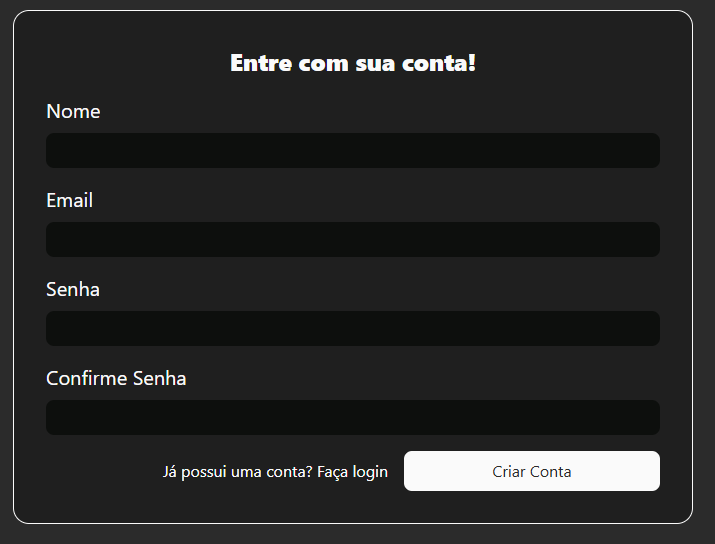 Entre com sua conta!
Nome
Email
Senha
Confirme Senha
Já possui uma conta? Faça login
Criar Conta